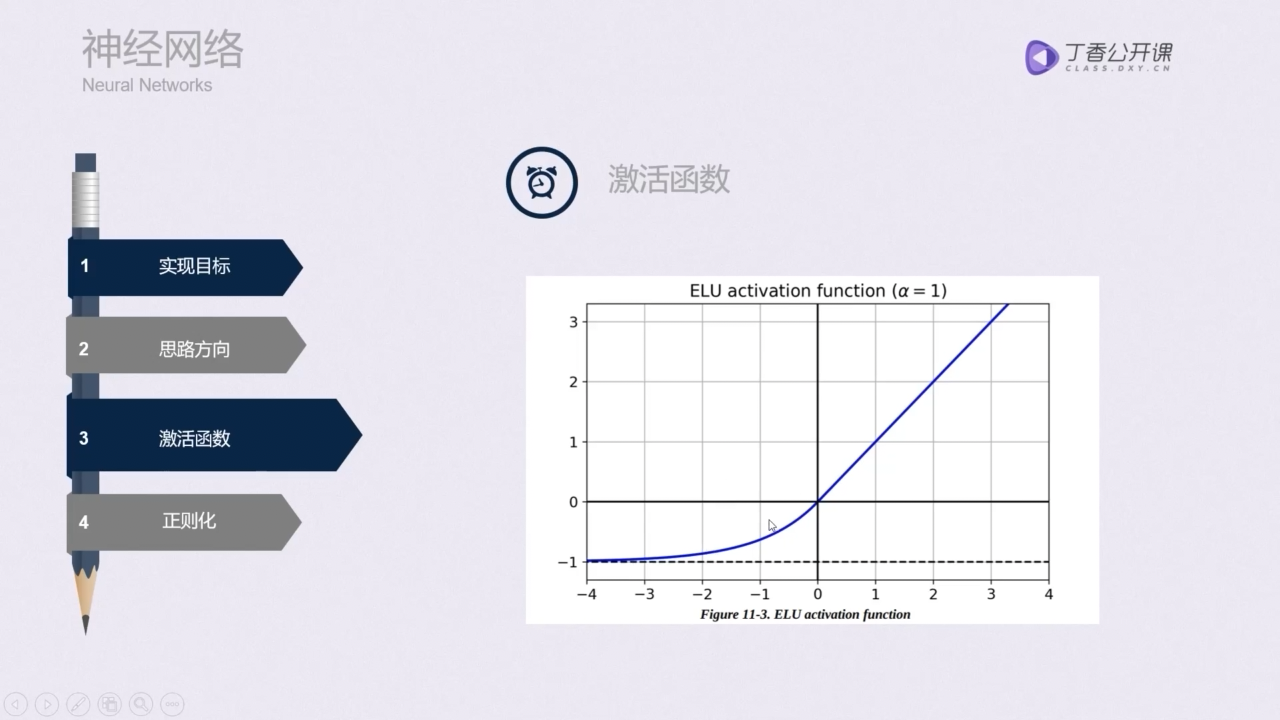 神经网络
Neural Networks
丁香公开课
CLASS.DXY.CN
激活函数
1 实现目标
2 思路方向
3 激活函数
4 正则化
ELU activation function (α = 1)
3
2
1
0
−1
−4 −3 −2 −1 0 1 2 3 4
Figure 11-3. ELU activation function